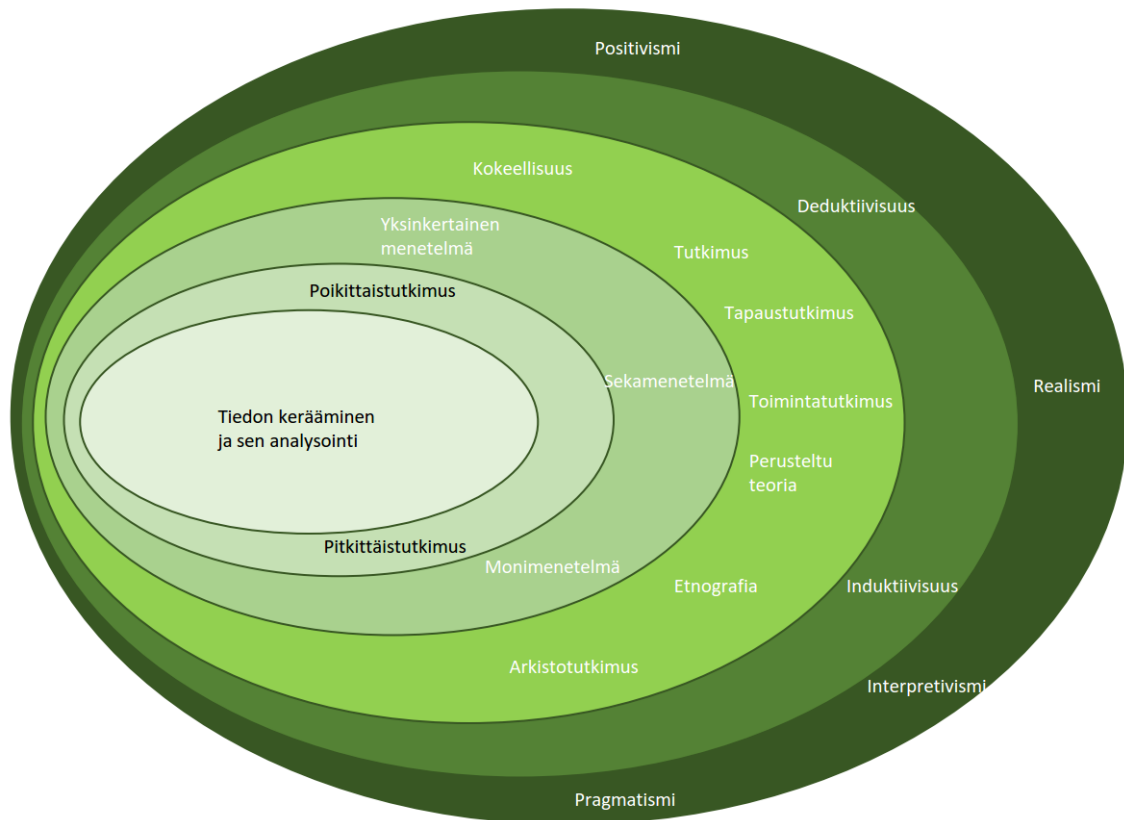 Positivismi
Kokeellisuus
Deduktiivisuus
Yksinkertainen
menetelmä
Tutkimus
Poikittaistutkimus
Tapaustutkimus
Sekamenetelmä
Realismi
Toimintatutkimus
Tiedon kerääminen
ja sen analysointi
Perusteltu
teoria
Pitkittäistutkimus
Monimenetelmä
Etnografia
Induktiivisuus
Arkistotutkimus
Interpretivismi
Pragmatismi